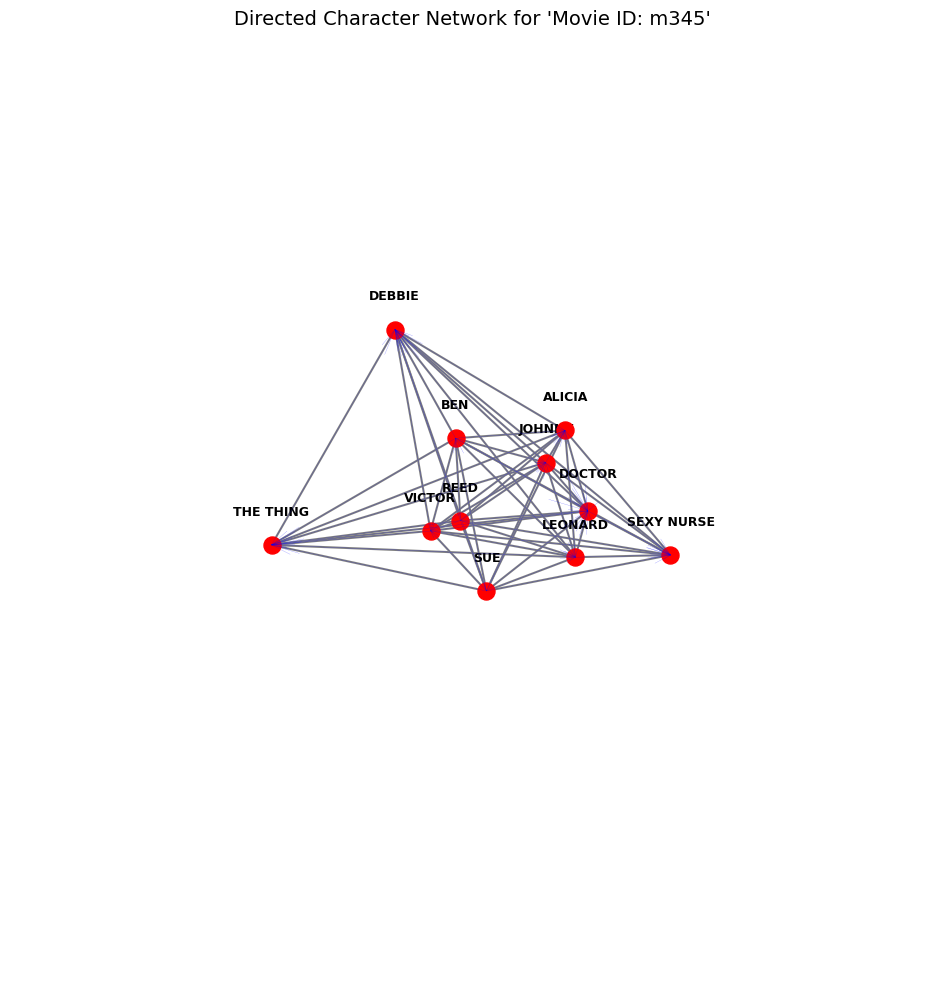 Directed Character Network for 'Movie ID: m345'
DEBBIE
ALICIA
BEN
DOCTOR
REED
VICTOR
THE THING
SEXY NURSE
LEONARD
SUE